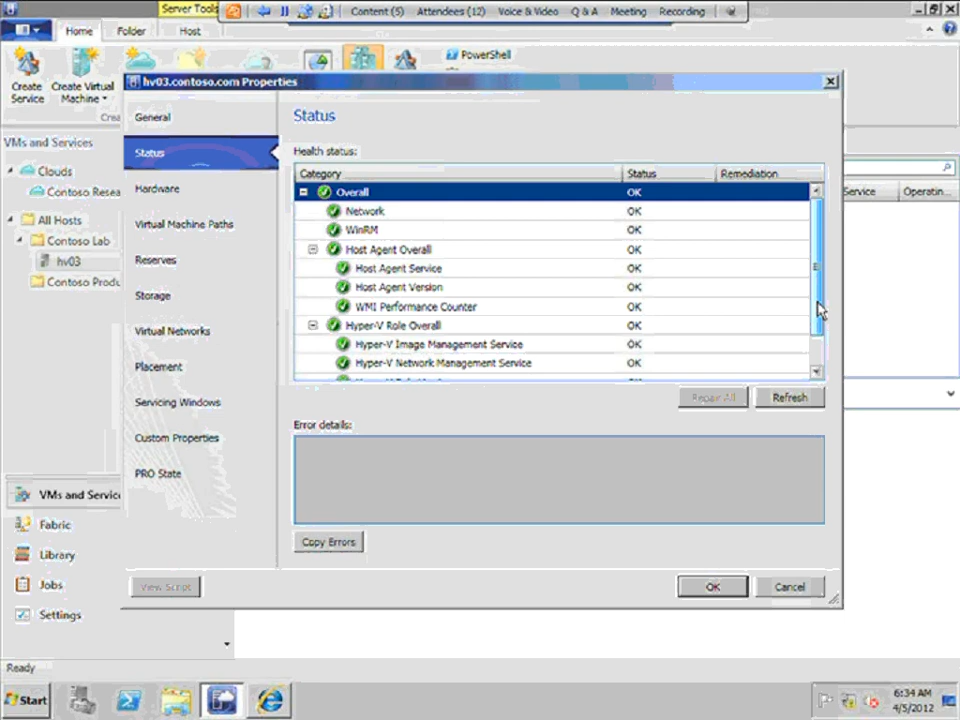 Server Tools
Content (5) Attendees (12) Voice & Video Q & A Meeting Recording
Home Folder Host
Create Service
Create Virtual Machine
PowerShell
hv03.contoso.com Properties
VMs and Services
Clouds
Contoso Resea
All Hosts
Contoso Lab
hv03
Contoso Produ
VMs and Service
Fabric
Library
Jobs
Settings
Ready
General
Status
Hardware
Virtual Machine Paths
Reserves
Storage
Virtual Networks
Placement
Servicing Windows
Custom Properties
PRO State
View Script
Status
Health status:
Category Status Remediation
Overall OK
Network OK
WinRM OK
Host Agent Overall OK
Host Agent Service OK
Host Agent Version OK
WMI Performance Counter OK
Hyper-V Role Overall OK
Hyper-V Image Management Service OK
Hyper-V Network Management Service OK
Repair All Refresh
Error details:
Copy Errors
OK Cancel
Service Operatin...
Start
6:34 AM
4/5/2012